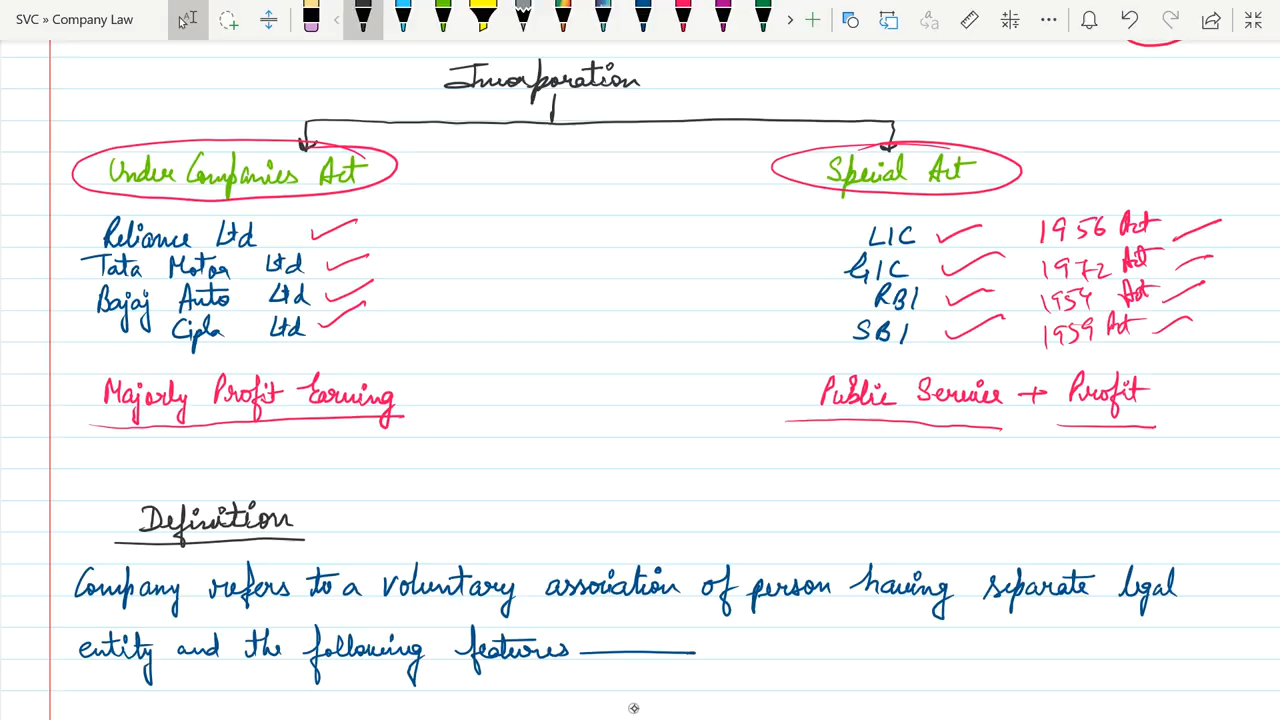 SVC » Company Law
Incorporation
Under Companies Act
Special Act
Reliance Ltd
LIC 1956 Act
Tata Motor Ltd
GIC 1972 Act
Bajaj Auto Ltd
RBI 1954 Act
Cipla Ltd
SBI 1959 Act
Majorly Profit Earning
Public Service + Profit
Definition
Company refers to a voluntary association of person having separate legal
entity and the following features